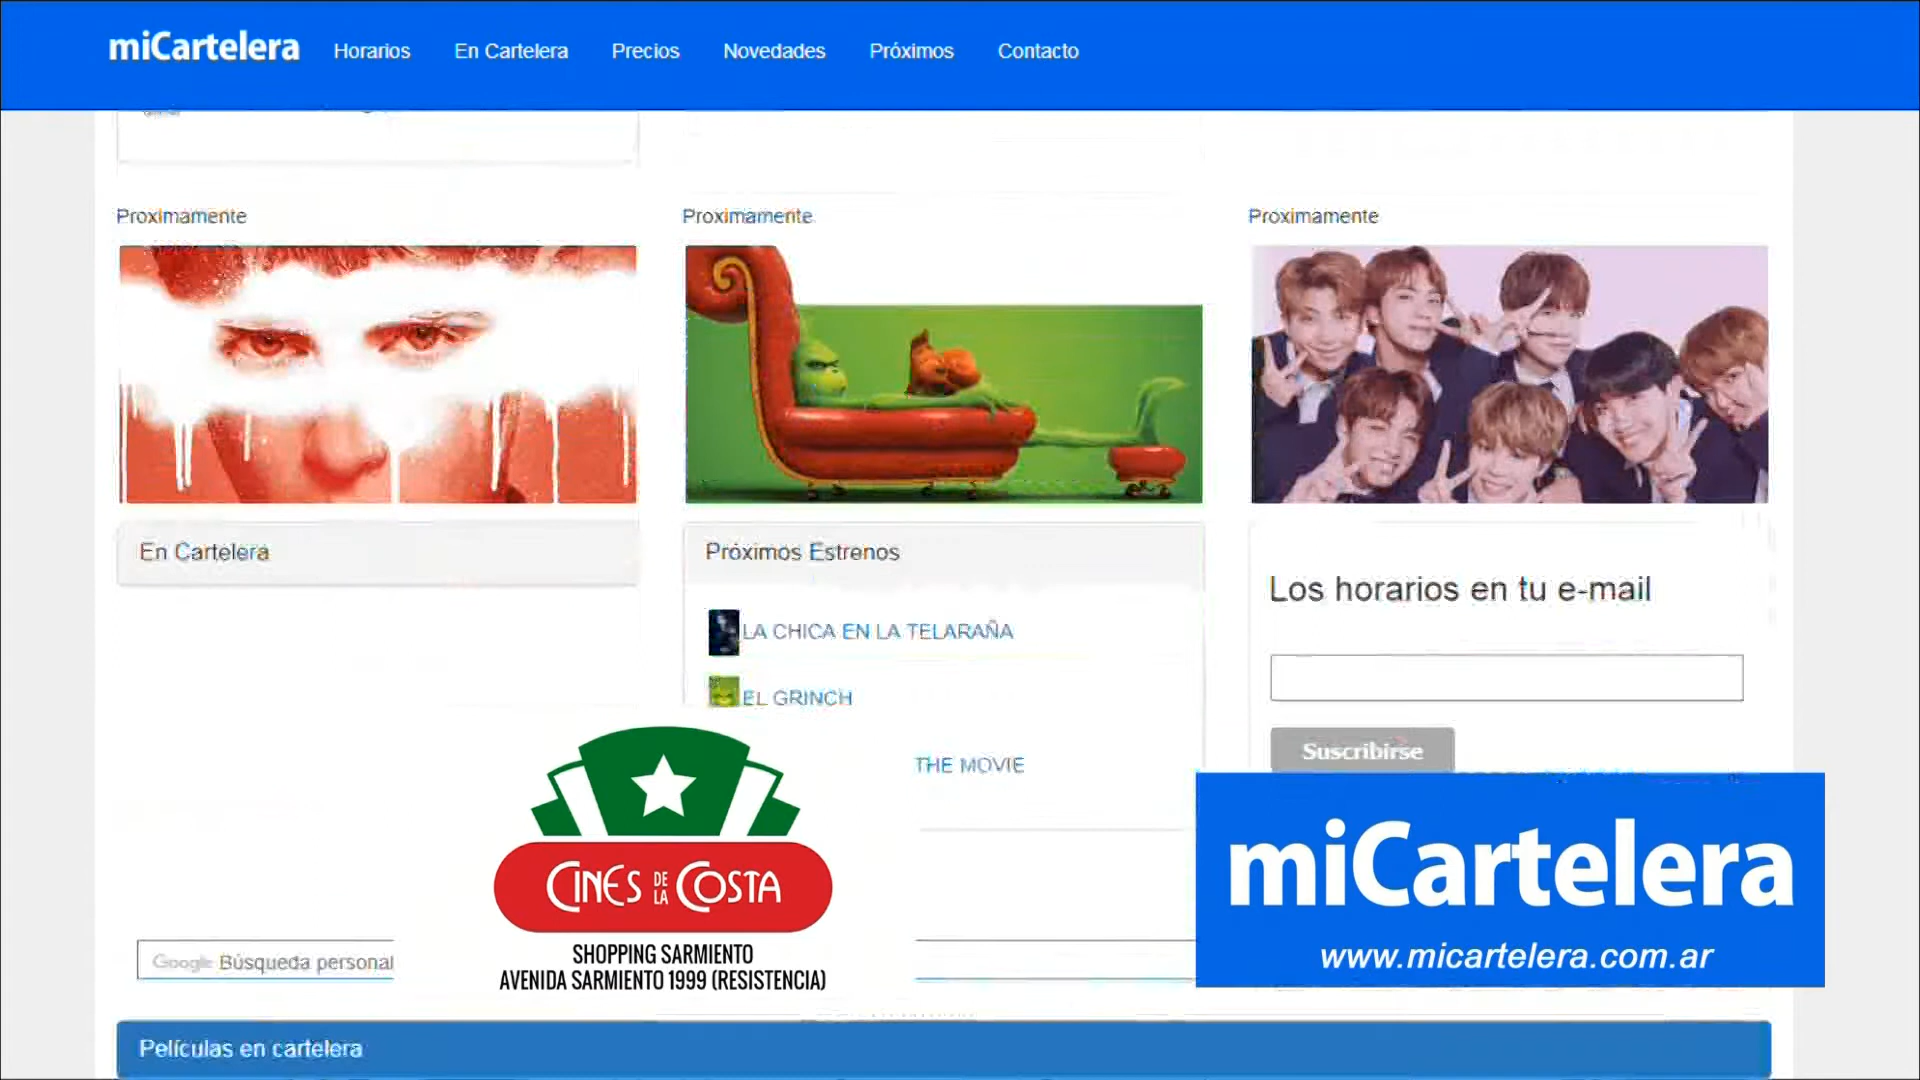 miCartelera Horarios En Cartelera Precios Novedades Próximos Contacto
Proximamente
Proximamente
Proximamente
En Cartelera
Próximos Estrenos
LA CHICA EN LA TELARAÑA
EL GRINCH
THE MOVIE
Los horarios en tu e-mail
Suscribirse
CINES DE LA COSTA
SHOPPING SARMIENTO
AVENIDA SARMIENTO 1999 (RESISTENCIA)
miCartelera
www.micartelera.com.ar
Google Búsqueda personal
Películas en cartelera